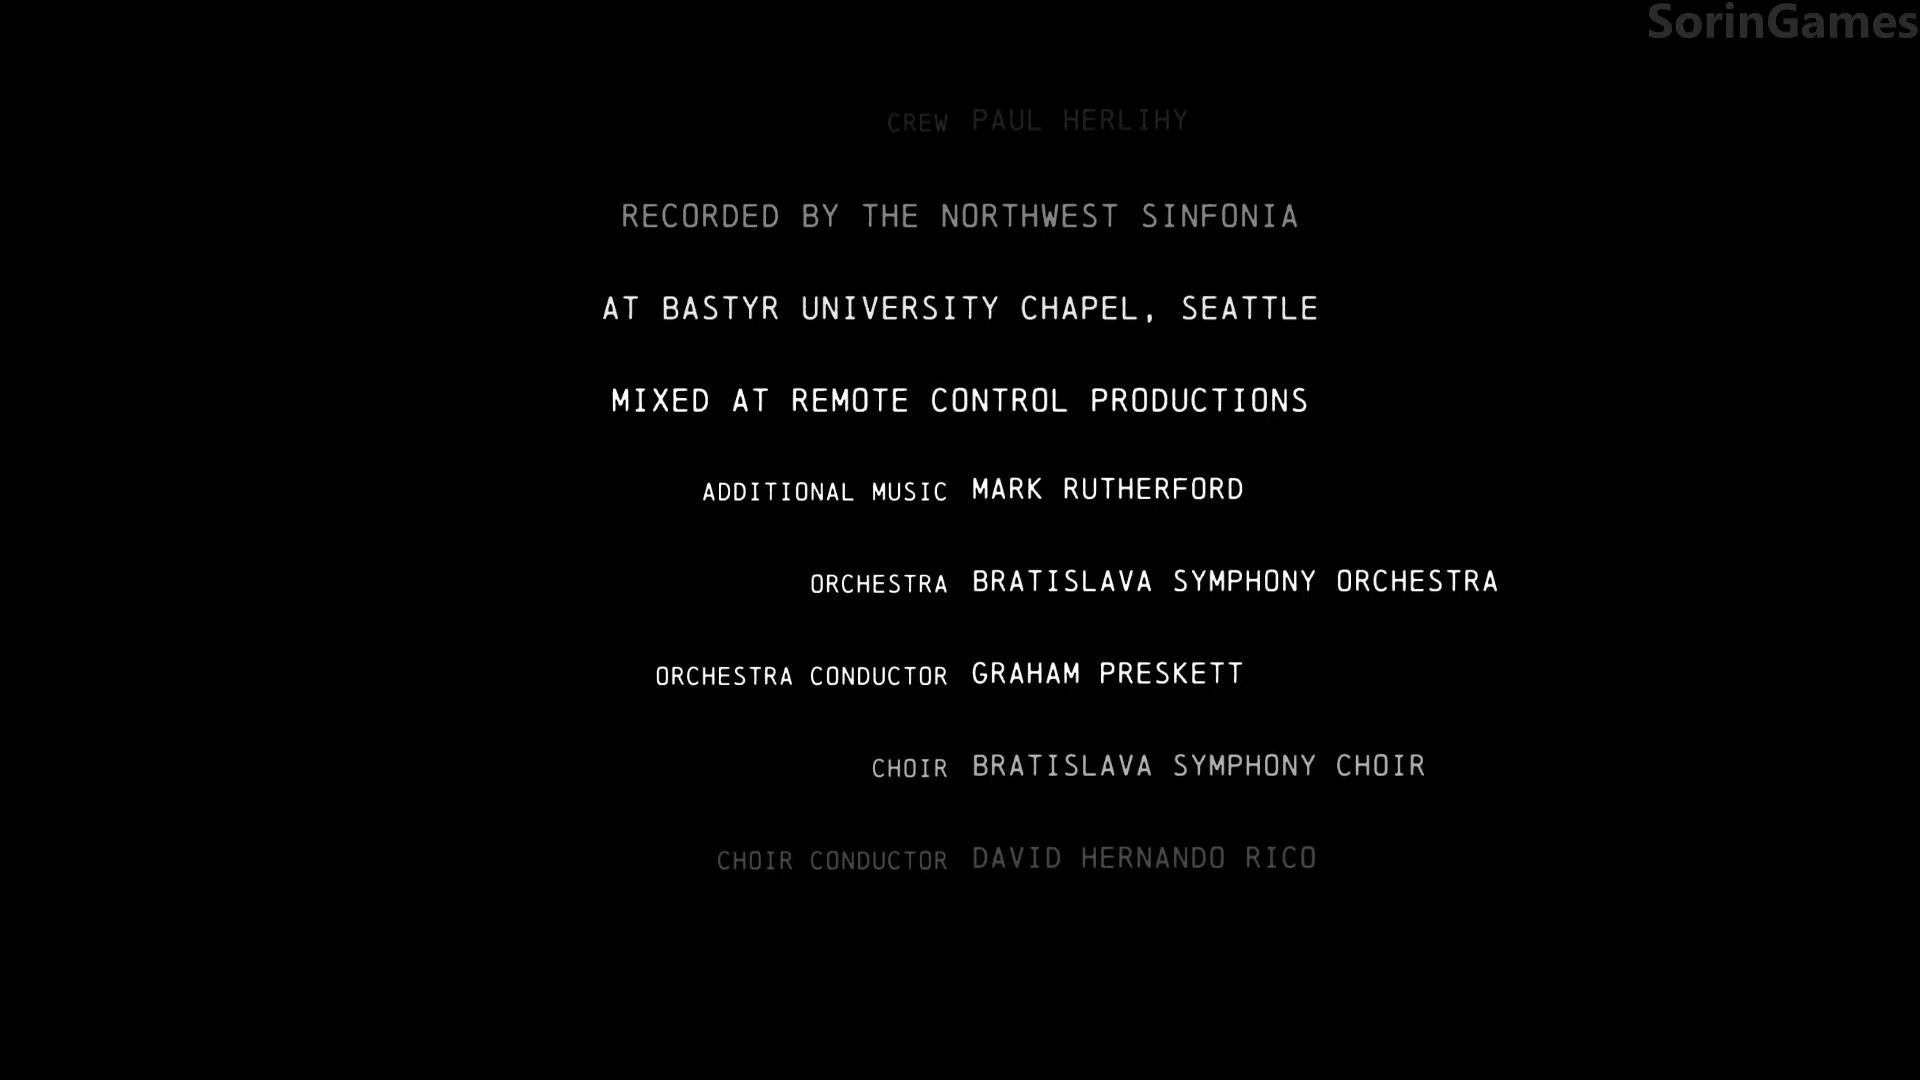 SorinGames
CREW PAUL HERLIHY
RECORDED BY THE NORTHWEST SINFONIA
AT BASTYR UNIVERSITY CHAPEL, SEATTLE
MIXED AT REMOTE CONTROL PRODUCTIONS
ADDITIONAL MUSIC MARK RUTHERFORD
ORCHESTRA BRATISLAVA SYMPHONY ORCHESTRA
ORCHESTRA CONDUCTOR GRAHAM PRESKETT
CHOIR BRATISLAVA SYMPHONY CHOIR
CHOIR CONDUCTOR DAVID HERNANDO RICO